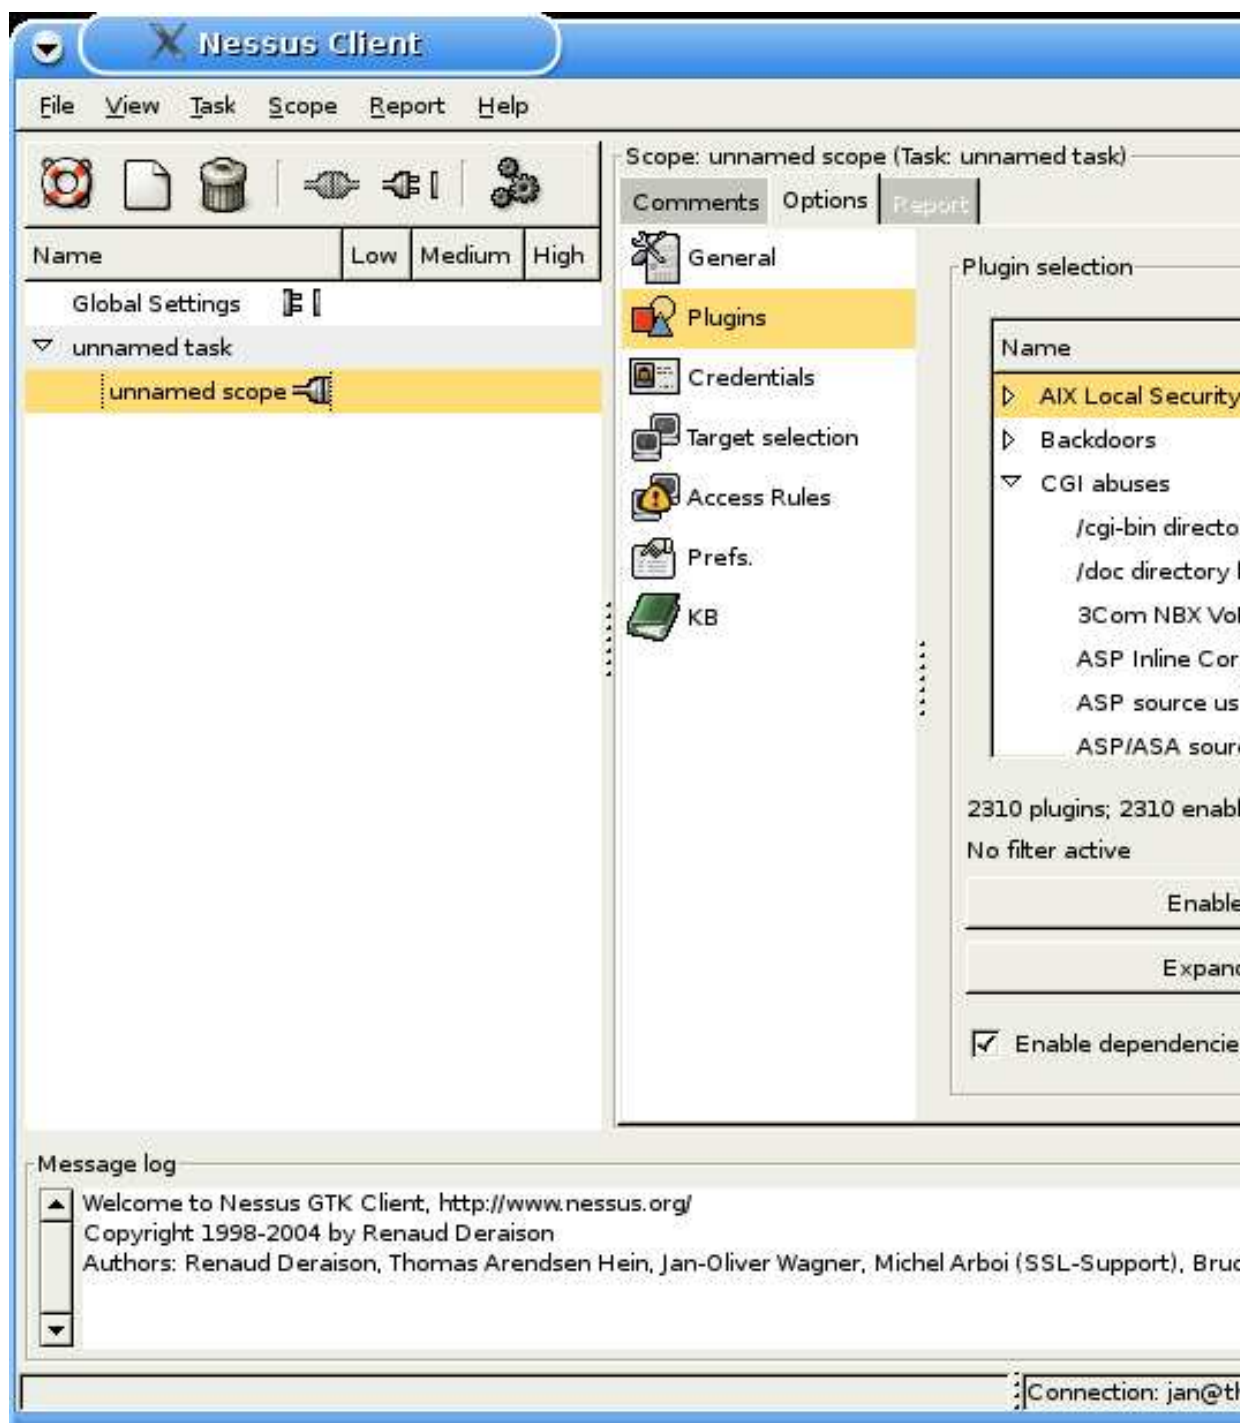 Nessus Client
File View Task Scope Report Help
Scope: unnamed scope (Task: unnamed task)
Comments Options Report
Name Low Medium High
Global Settings
unnamed task
unnamed scope
General
Plugins
Credentials
Target selection
Access Rules
Prefs.
KB
Plugin selection
Name
AIX Local Security
Backdoors
CGI abuses
/cgi-bin directo
/doc directory
3Com NBX VoI
ASP Inline Cor
ASP source us
ASP/ASA sour
2310 plugins; 2310 enabl
No filter active
Enable
Expand
Enable dependencie
Message log
Welcome to Nessus GTK Client, http://www.nessus.org/
Copyright 1998-2004 by Renaud Deraison
Authors: Renaud Deraison, Thomas Arendsen Hein, Jan-Oliver Wagner, Michel Arboi (SSL-Support), Bruc
Connection: jan@th